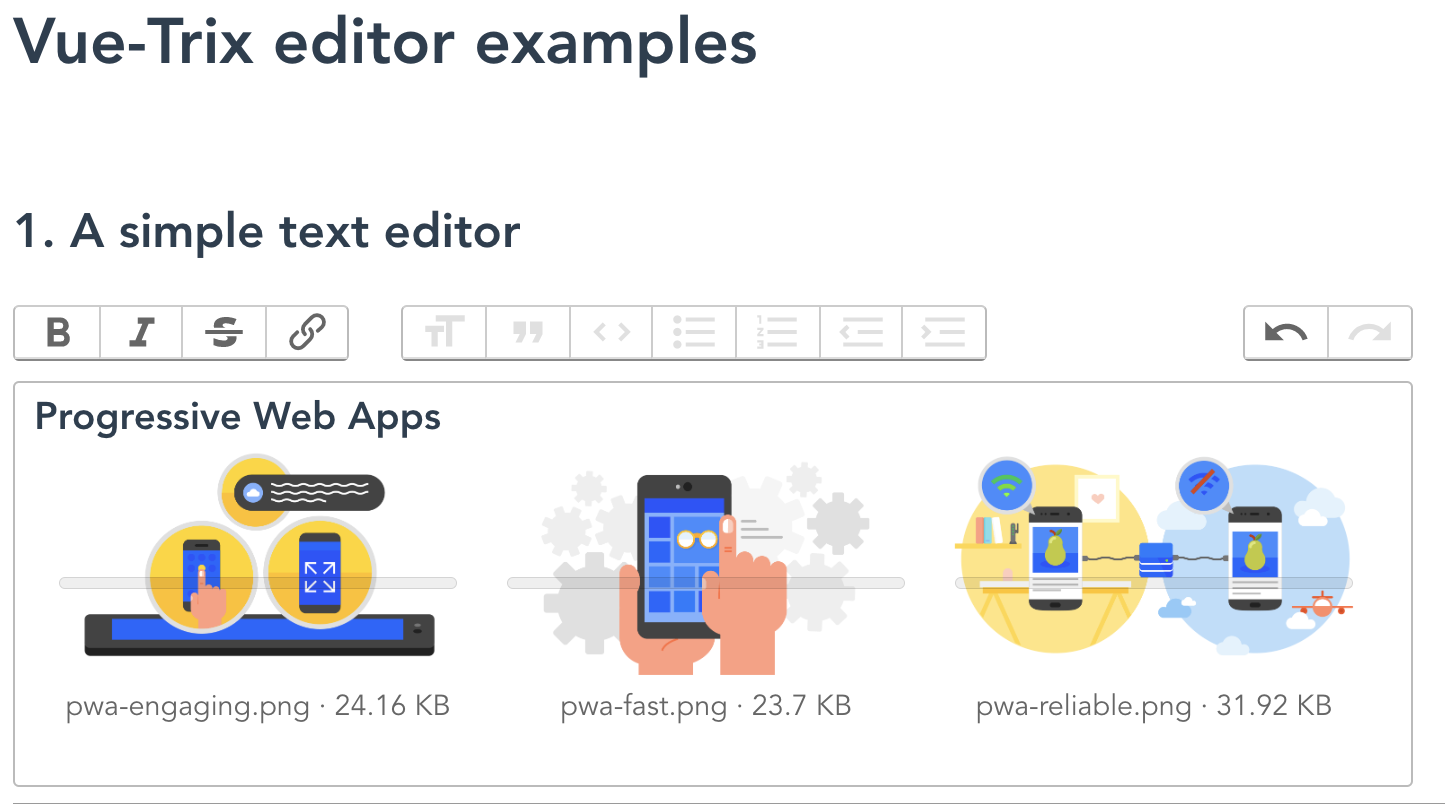 Vue-Trix editor examples
1. A simple text editor
B I S
Progressive Web Apps
pwa-engaging.png · 24.16 KB
pwa-fast.png · 23.7 KB
pwa-reliable.png · 31.92 KB